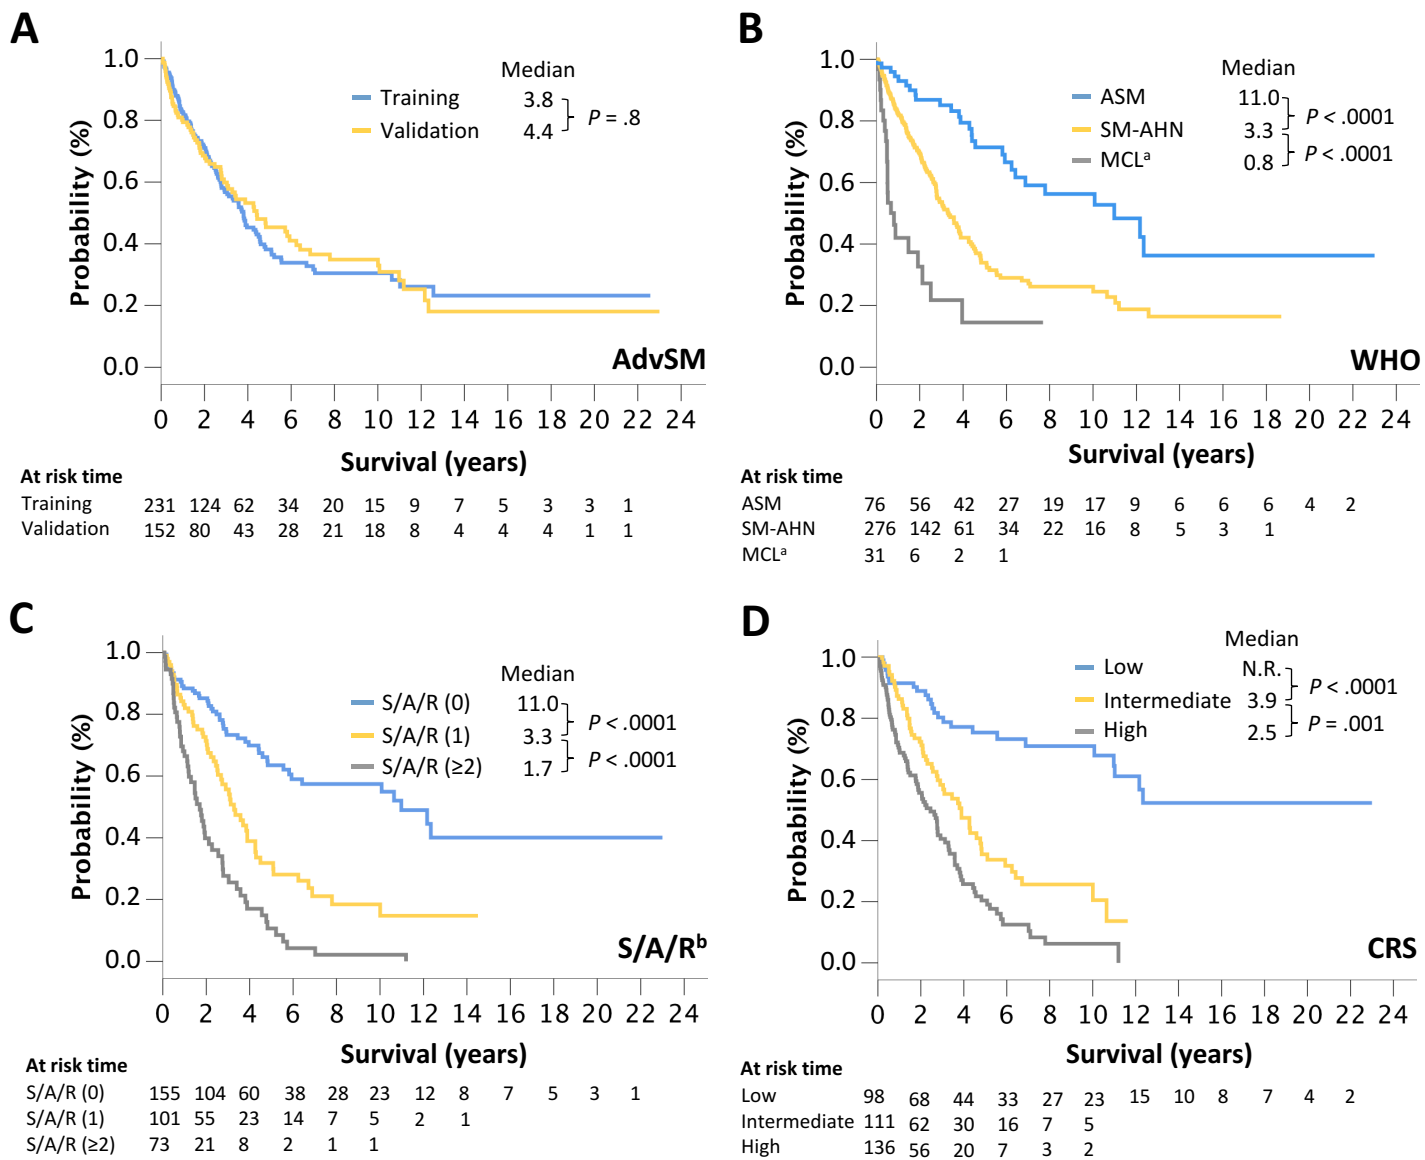 A
Median
Training 3.8
Validation 4.4
P = .8
1.0
0.8
0.6
0.4
0.2
0.0
Probability (%)
AdvSM
0 2 4 6 8 10 12 14 16 18 20 22 24
Survival (years)
At risk time
Training 231 124 62 34 20 15 9 7 5 3 3 1
Validation 152 80 43 28 21 18 8 4 4 4 1 1
B
Median
ASM 11.0
SM-AHN 3.3
MCLa 0.8
P < .0001
P < .0001
1.0
0.8
0.6
0.4
0.2
0.0
Probability (%)
WHO
0 2 4 6 8 10 12 14 16 18 20 22 24
Survival (years)
At risk time
ASM 76 56 42 27 19 17 9 6 6 6 4 2
SM-AHN 276 142 61 34 22 16 8 5 3 1
MCLa 31 6 2 1
C
Median
S/A/R (0) 11.0
S/A/R (1) 3.3
S/A/R (≥2) 1.7
P < .0001
P < .0001
1.0
0.8
0.6
0.4
0.2
0.0
Probability (%)
S/A/Rb
0 2 4 6 8 10 12 14 16 18 20 22 24
Survival (years)
At risk time
S/A/R (0) 155 104 60 38 28 23 12 8 7 5 3 1
S/A/R (1) 101 55 23 14 7 5 2 1
S/A/R (≥2) 73 21 8 2 1 1
D
Median
Low N.R.
Intermediate 3.9
High 2.5
P < .0001
P = .001
1.0
0.8
0.6
0.4
0.2
0.0
Probability (%)
CRS
0 2 4 6 8 10 12 14 16 18 20 22 24
Survival (years)
At risk time
Low 98 68 44 33 27 23 15 10 8 7 4 2
Intermediate 111 62 30 16 7 5
High 136 56 20 7 3 2